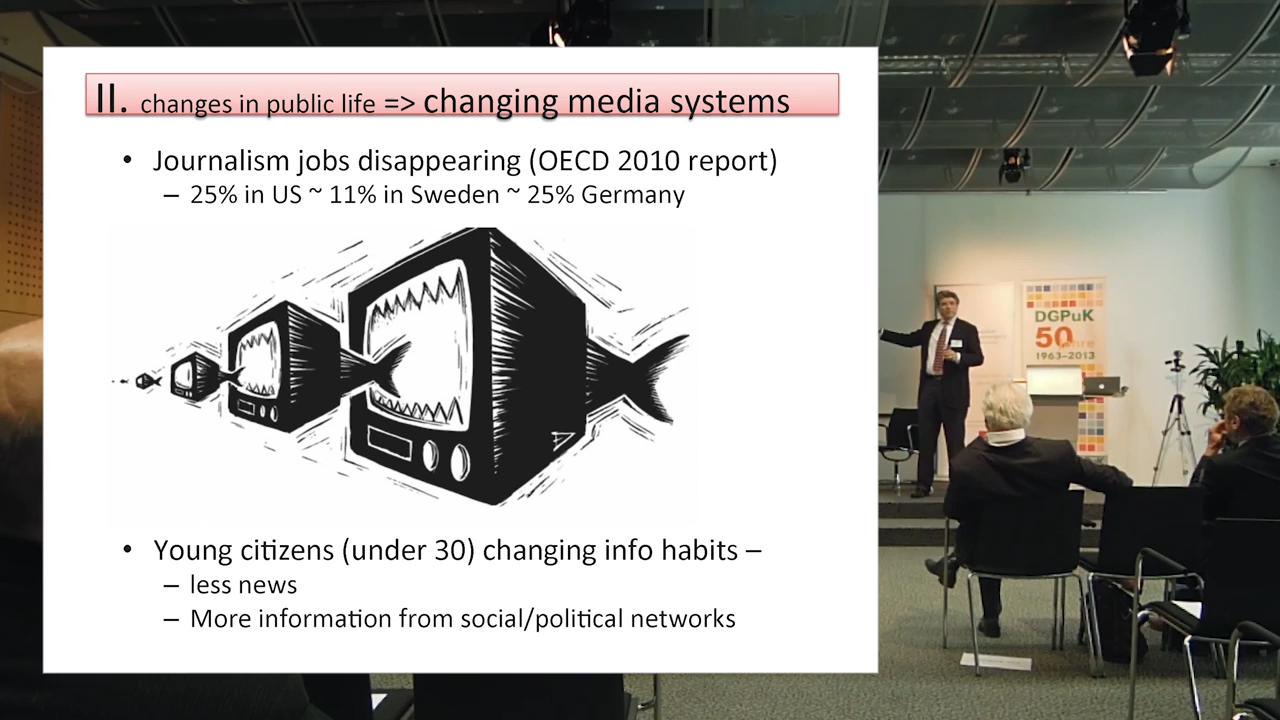 II. changes in public life => changing media systems
• Journalism jobs disappearing (OECD 2010 report)
– 25% in US ~ 11% in Sweden ~ 25% Germany
• Young citizens (under 30) changing info habits –
– less news
– More information from social/political networks
DGPuK
50
1963–2013